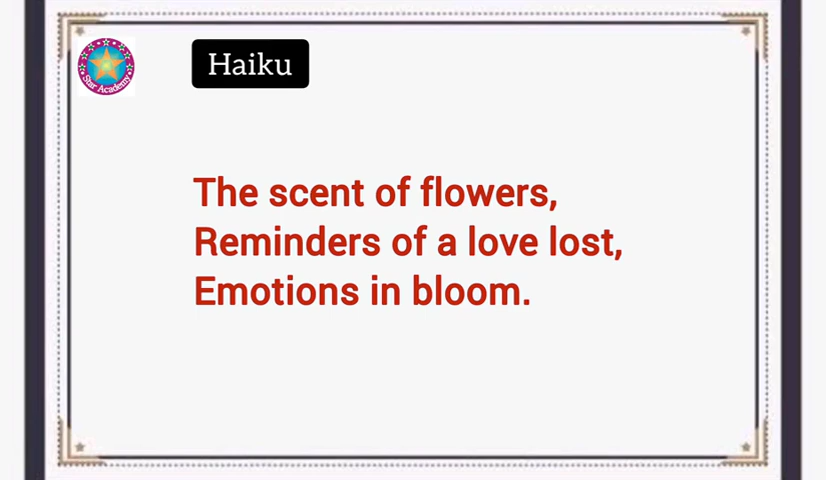 Star Academy
Haiku
The scent of flowers,
Reminders of a love lost,
Emotions in bloom.